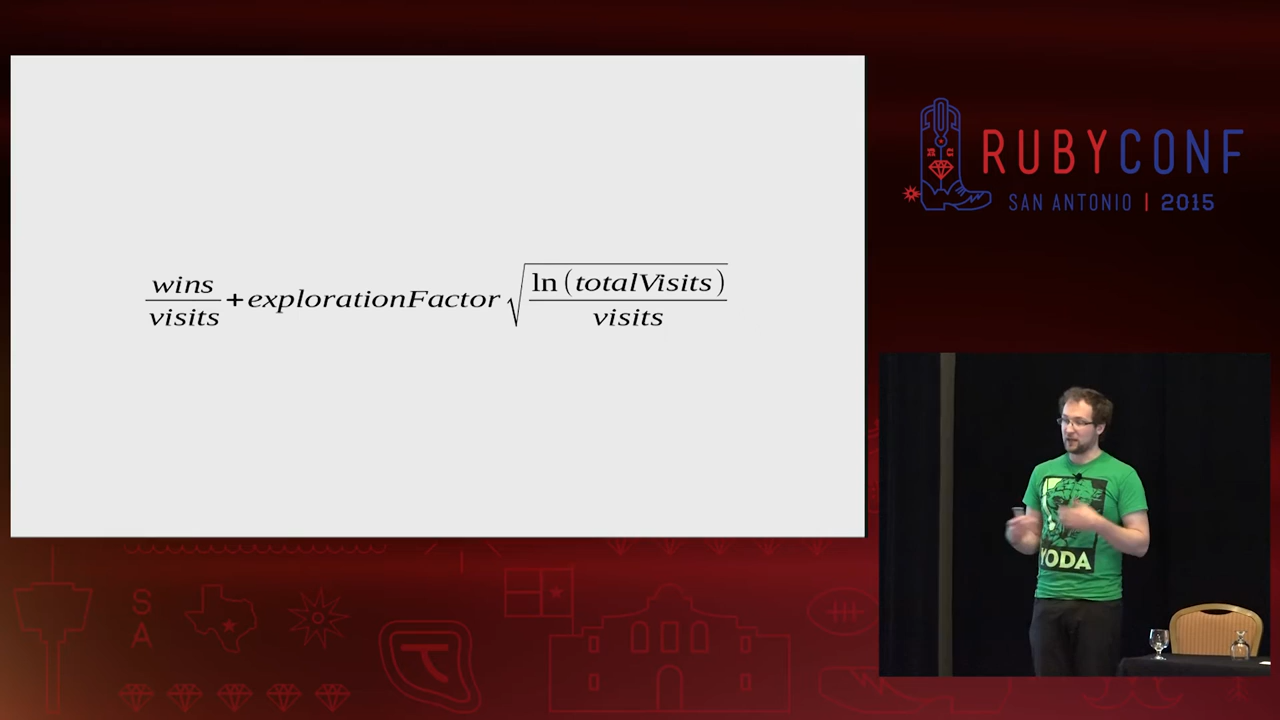 wins
visits
+explorationFactor √
ln (totalVisits)
visits
RUBYCONF
SAN ANTONIO | 2015
YODA
S
A